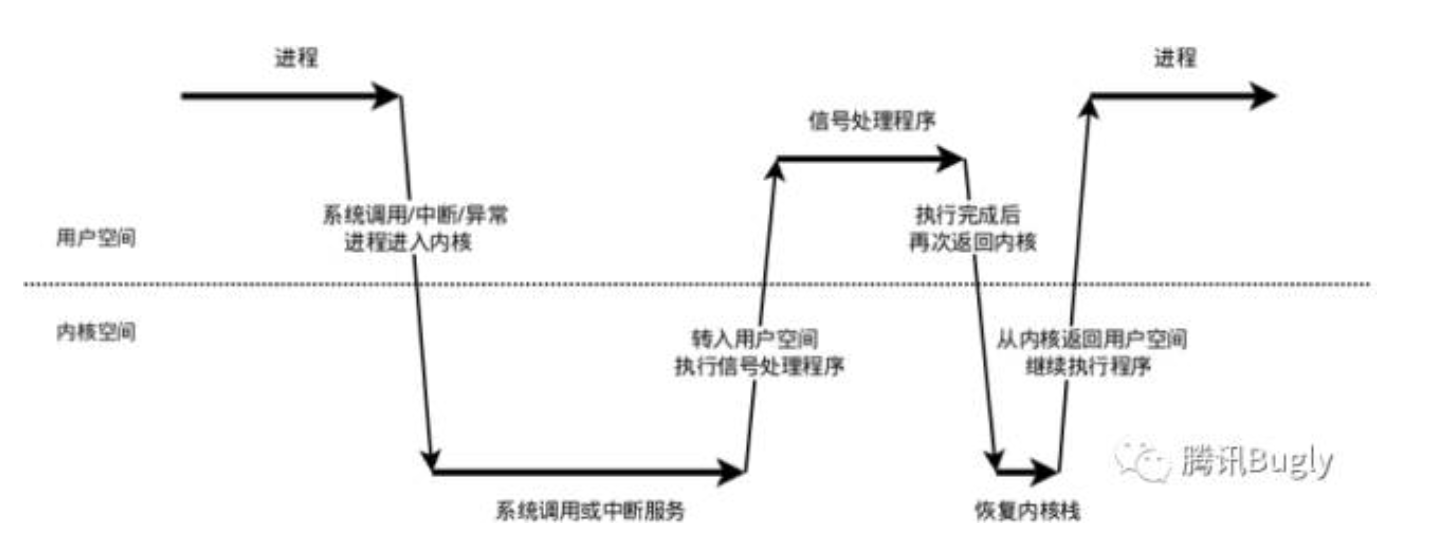 进程
进程
信号处理程序
系统调用/中断/异常
进程进入内核
执行完成后
再次返回内核
用户空间
内核空间
转入用户空间
执行信号处理程序
从内核返回用户空间
继续执行程序
腾讯Bugly
系统调用或中断服务
恢复内核栈